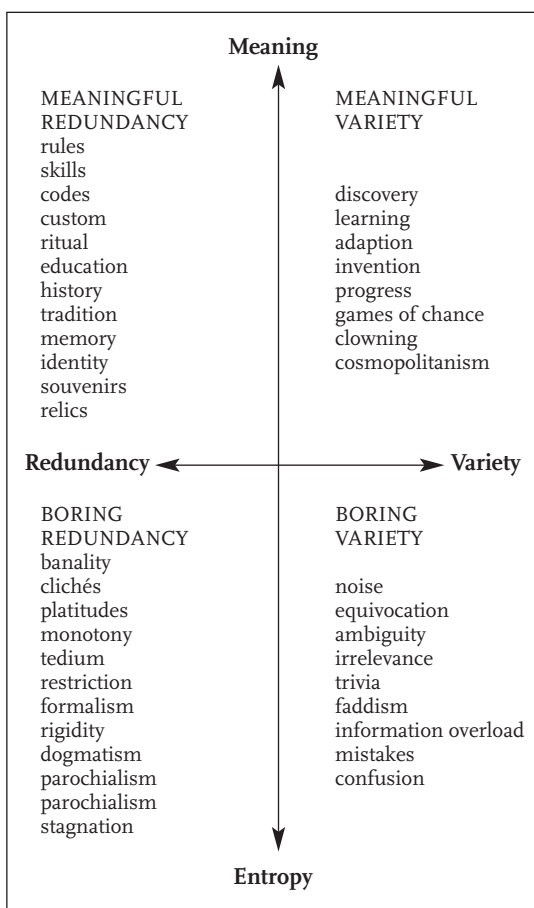 Meaning
MEANINGFUL
REDUNDANCY
rules
skills
codes
custom
ritual
education
history
tradition
memory
identity
souvenirs
relics
MEANINGFUL
VARIETY
discovery
learning
adaption
invention
progress
games of chance
clowning
cosmopolitanism
Redundancy
Variety
BORING
REDUNDANCY
banality
clichés
platitudes
monotony
tedium
restriction
formalism
rigidity
dogmatism
parochialism
parochialism
stagnation
BORING
VARIETY
noise
equivocation
ambiguity
irrelevance
trivia
faddism
information overload
mistakes
confusion
Entropy